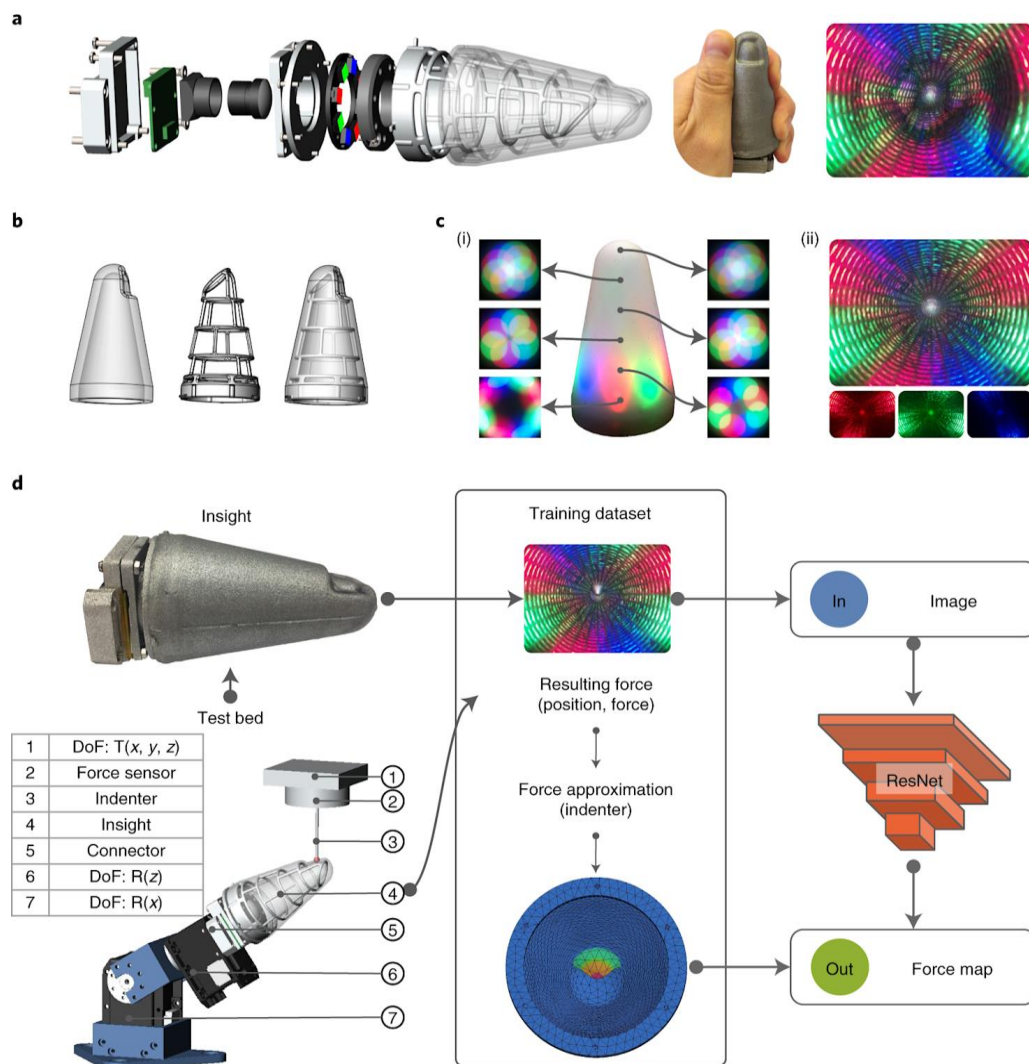 a
b
c
(i)
(ii)
d
Insight
Test bed
1 DoF: T(x, y, z)
2 Force sensor
3 Indenter
4 Insight
5 Connector
6 DoF: R(z)
7 DoF: R(x)
1
2
3
4
5
6
7
Training dataset
Resulting force
(position, force)
Force approximation
(indenter)
In Image
ResNet
Out Force map